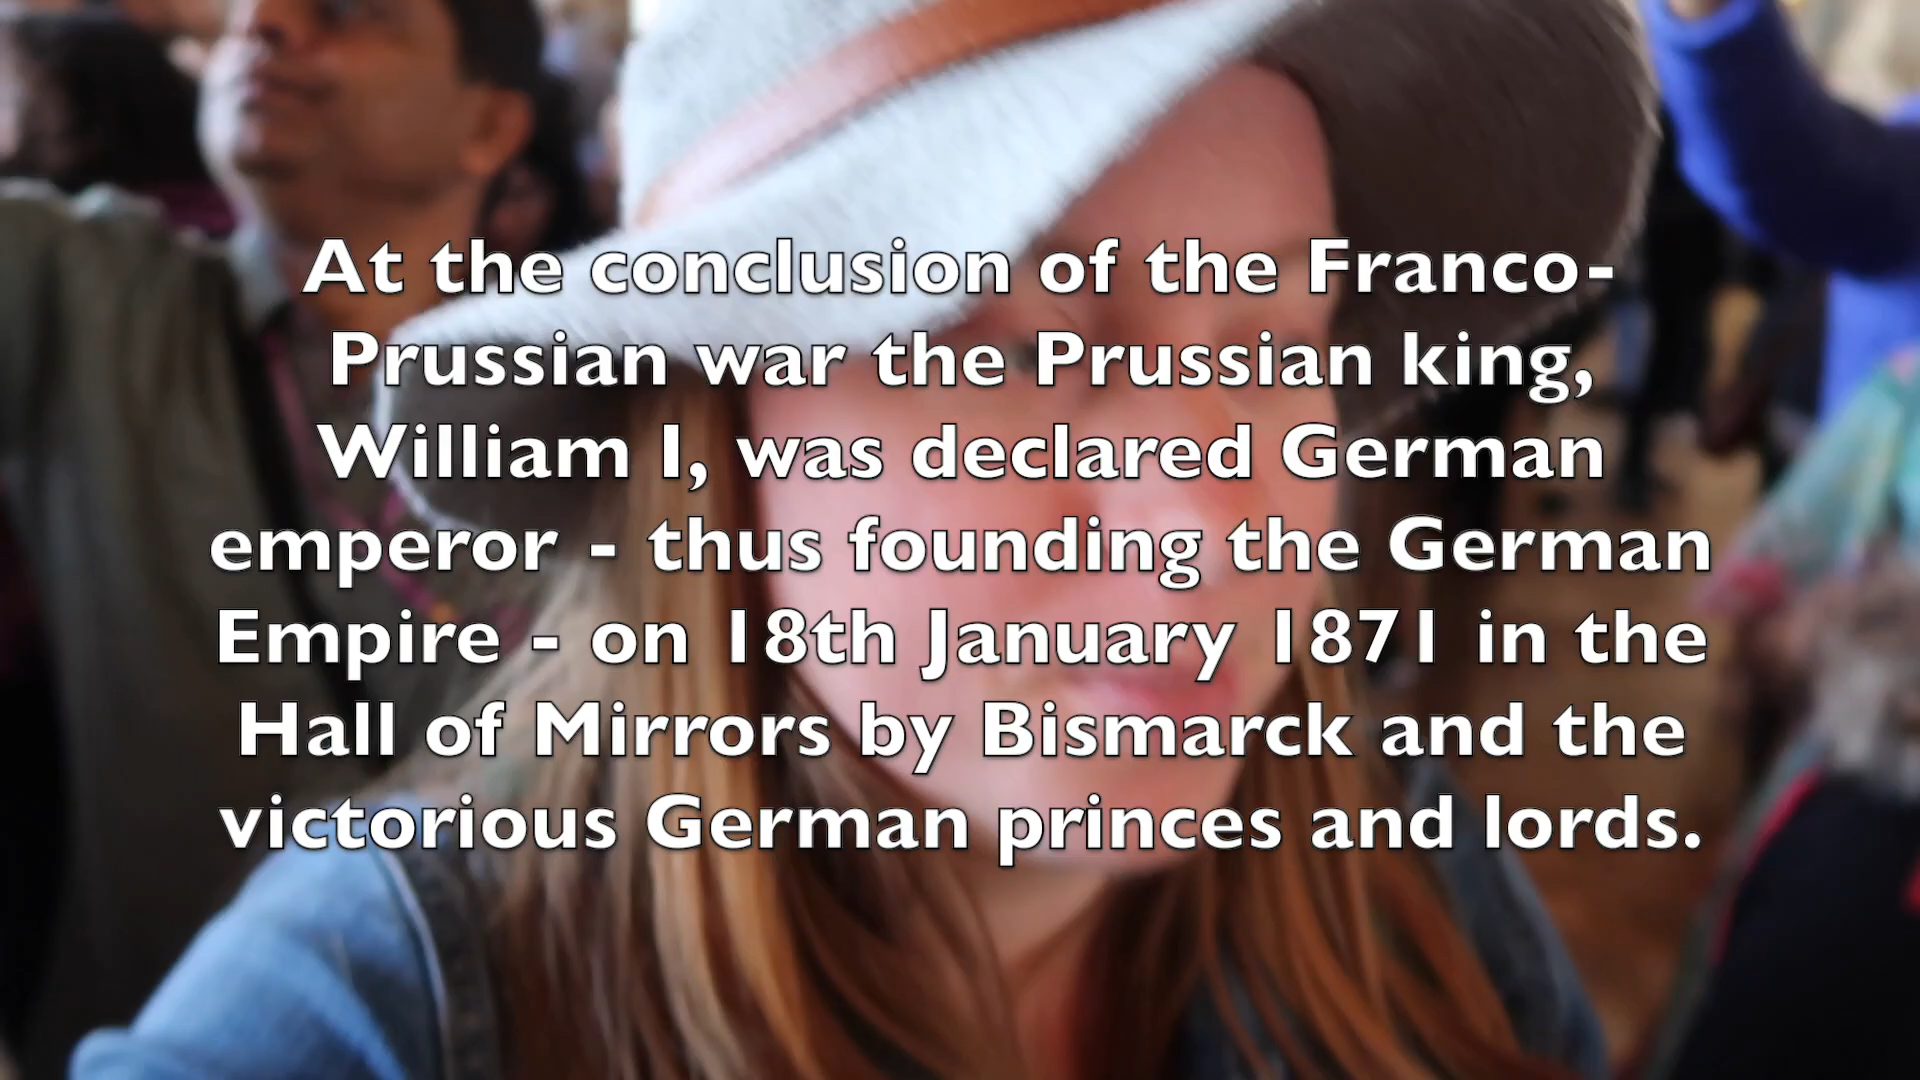 At the conclusion of the Franco-
Prussian war the Prussian king,
William I, was declared German
emperor - thus founding the German
Empire - on 18th January 1871 in the
Hall of Mirrors by Bismarck and the
victorious German princes and lords.